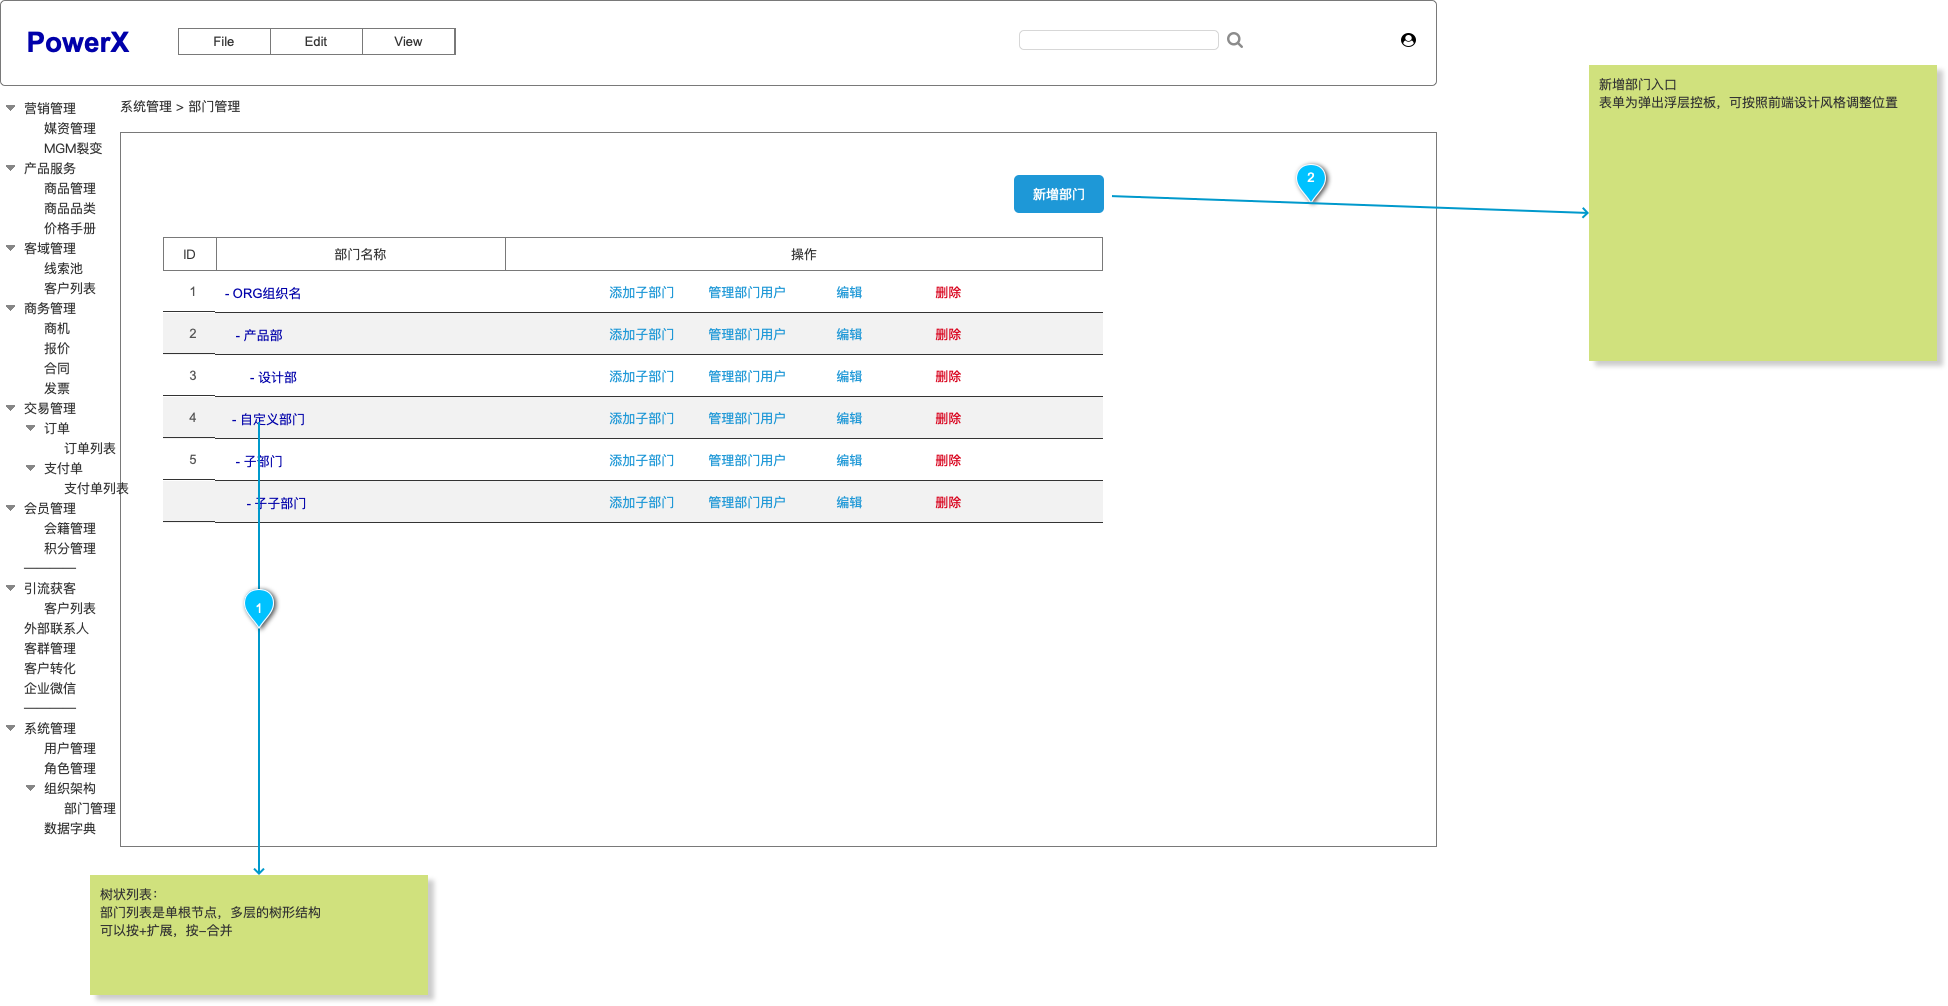 PowerX
File Edit View
新增部门入口
表单为弹出浮层控板，可按照前端设计风格调整位置
系统管理 > 部门管理
营销管理
媒资管理
MGM裂变
产品服务
商品管理
商品品类
价格手册
客域管理
线索池
客户列表
商务管理
商机
报价
合同
发票
交易管理
订单
订单列表
支付单
支付单列表
会员管理
会籍管理
积分管理
引流获客
客户列表
外部联系人
客群管理
客户转化
企业微信
系统管理
用户管理
角色管理
组织架构
部门管理
数据字典
新增部门
2
ID 部门名称 操作
1 - ORG组织名 添加子部门 管理部门用户 编辑 删除
2 - 产品部 添加子部门 管理部门用户 编辑 删除
3 - 设计部 添加子部门 管理部门用户 编辑 删除
4 - 自定义部门 添加子部门 管理部门用户 编辑 删除
5 - 子部门 添加子部门 管理部门用户 编辑 删除
- 子子部门 添加子部门 管理部门用户 编辑 删除
1
树状列表：
部门列表是单根节点，多层的树形结构
可以按+扩展，按-合并